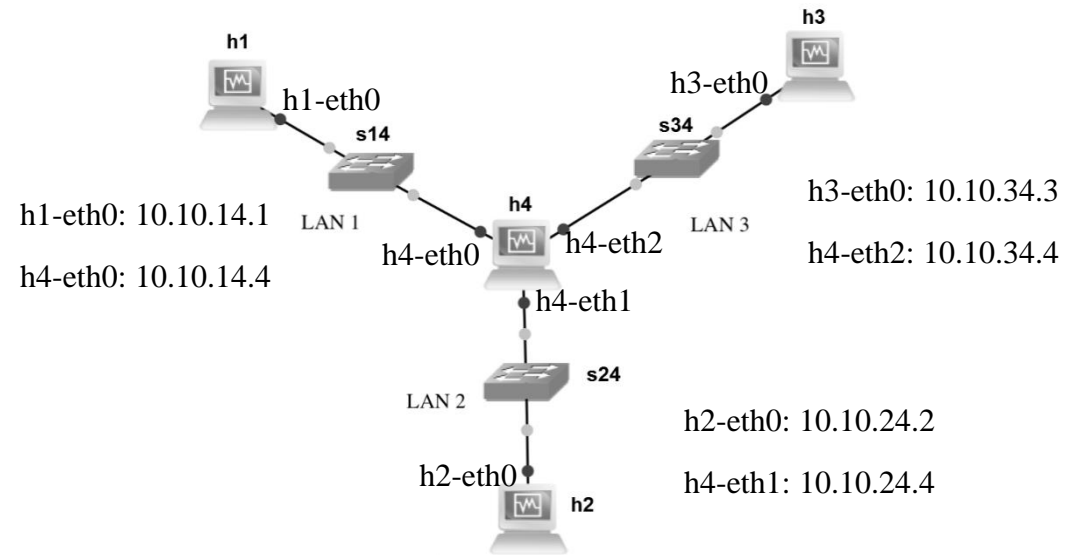 h3
h1
h3-eth0
h1-eth0
s14
s34
h1-eth0: 10.10.14.1
LAN 1
h4
LAN 3
h3-eth0: 10.10.34.3
h4-eth0: 10.10.14.4
h4-eth0
h4-eth2
h4-eth2: 10.10.34.4
h4-eth1
s24
LAN 2
h2-eth0: 10.10.24.2
h2-eth0
h4-eth1: 10.10.24.4
h2